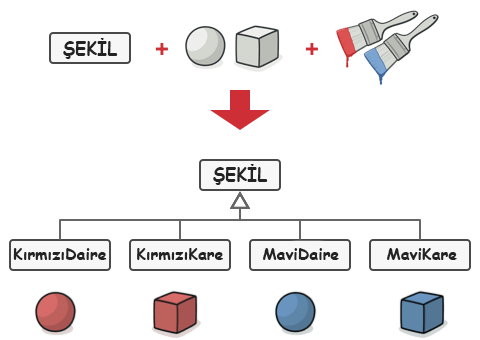 ŞEKİL
+
+
ŞEKİL
KırmızıDaire
KırmızıKare
MaviDaire
MaviKare